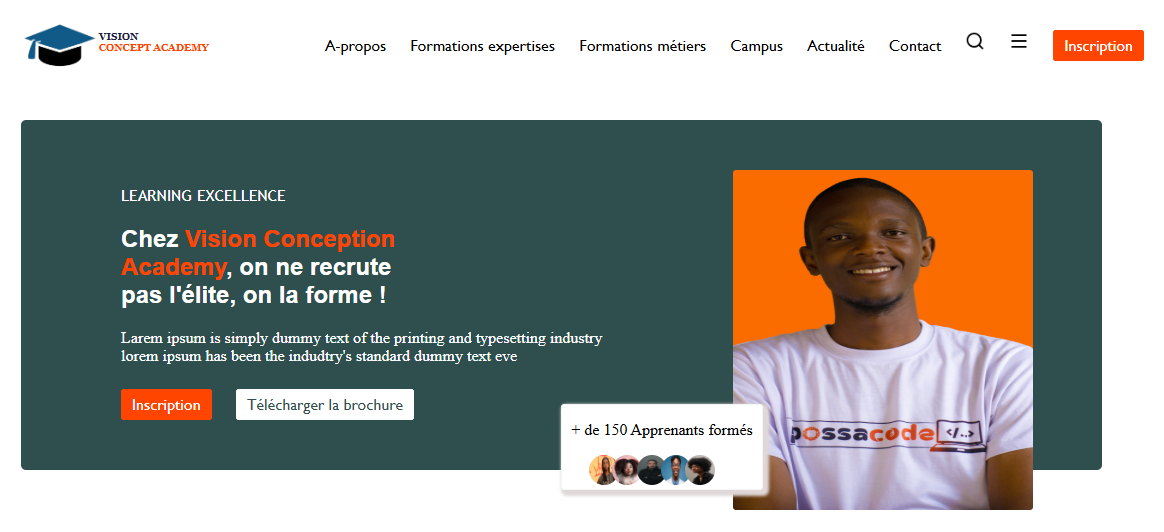 VISION
CONCEPT ACADEMY
A-propos Formations expertises Formations métiers Campus Actualité Contact Inscription
LEARNING EXCELLENCE
Chez Vision Conception
Academy, on ne recrute
pas l'élite, on la forme !
Larem ipsum is simply dummy text of the printing and typesetting industry
lorem ipsum has been the indudtry's standard dummy text eve
Inscription Télécharger la brochure
+ de 150 Apprenants formés
possacode </..>